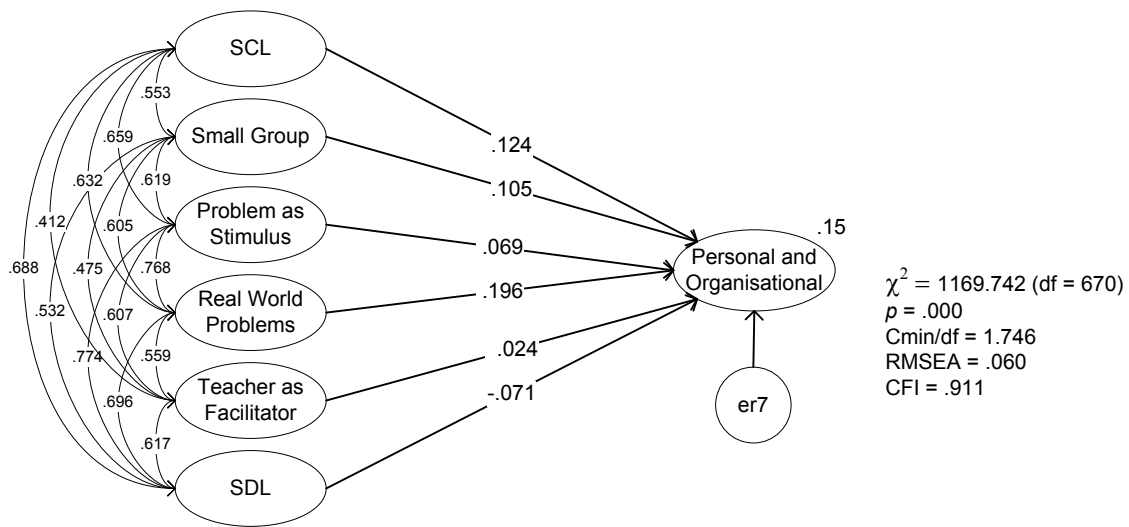 SCL
.553
Small Group
.124
.659
.105
.632
.619
Problem as
Stimulus
.15
.412
.605
.069
Personal and
Organisational
.688
.475
.768
.196
Real World
Problems
.532
.607
.774
.559
.024
Teacher as
Facilitator
.696
-.071
er7
.617
SDL
χ² = 1169.742 (df = 670)
p = .000
Cmin/df = 1.746
RMSEA = .060
CFI = .911